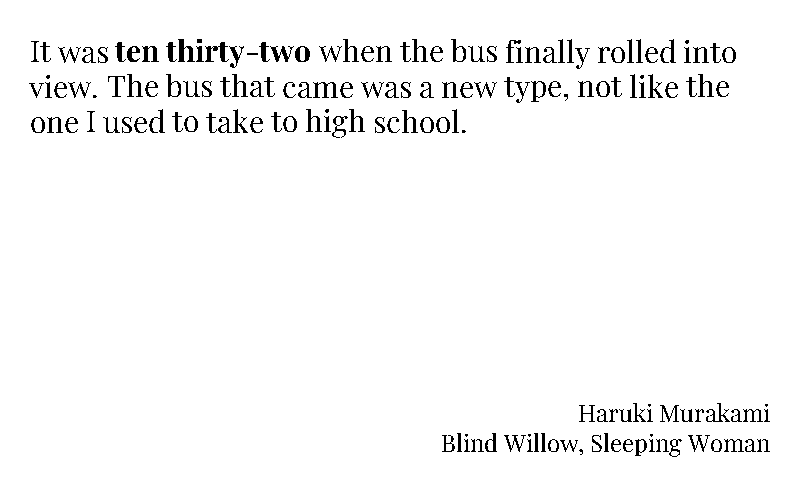 It was ten thirty-two when the bus finally rolled into
view. The bus that came was a new type, not like the
one I used to take to high school.
Haruki Murakami
Blind Willow, Sleeping Woman